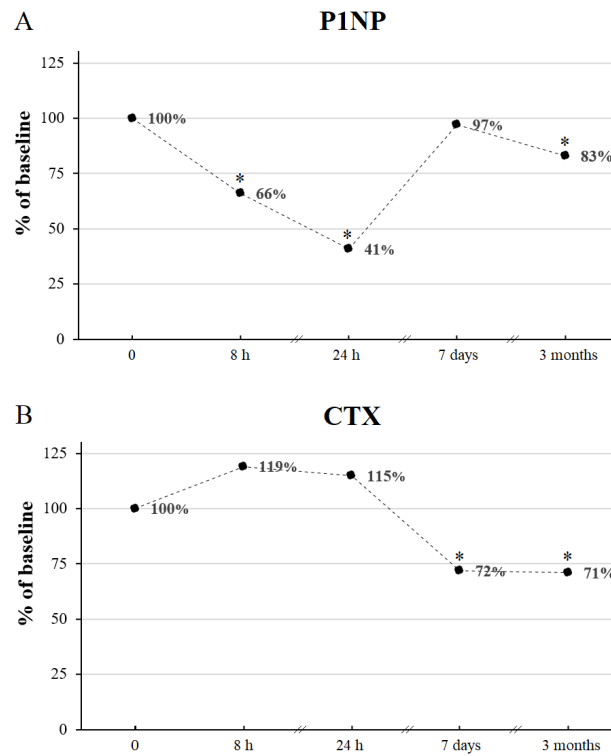 A
P1NP
% of baseline
125
100
75
50
25
0
100%
*
66%
*
41%
97%
*
83%
0
8 h
24 h
7 days
3 months
B
CTX
% of baseline
125
100
75
50
25
0
100%
119%
115%
*
72%
*
71%
0
8 h
24 h
7 days
3 months